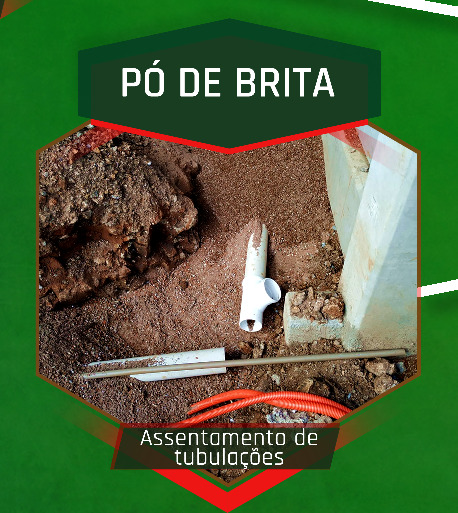 PÓ DE BRITA
Assentamento de
tubulações